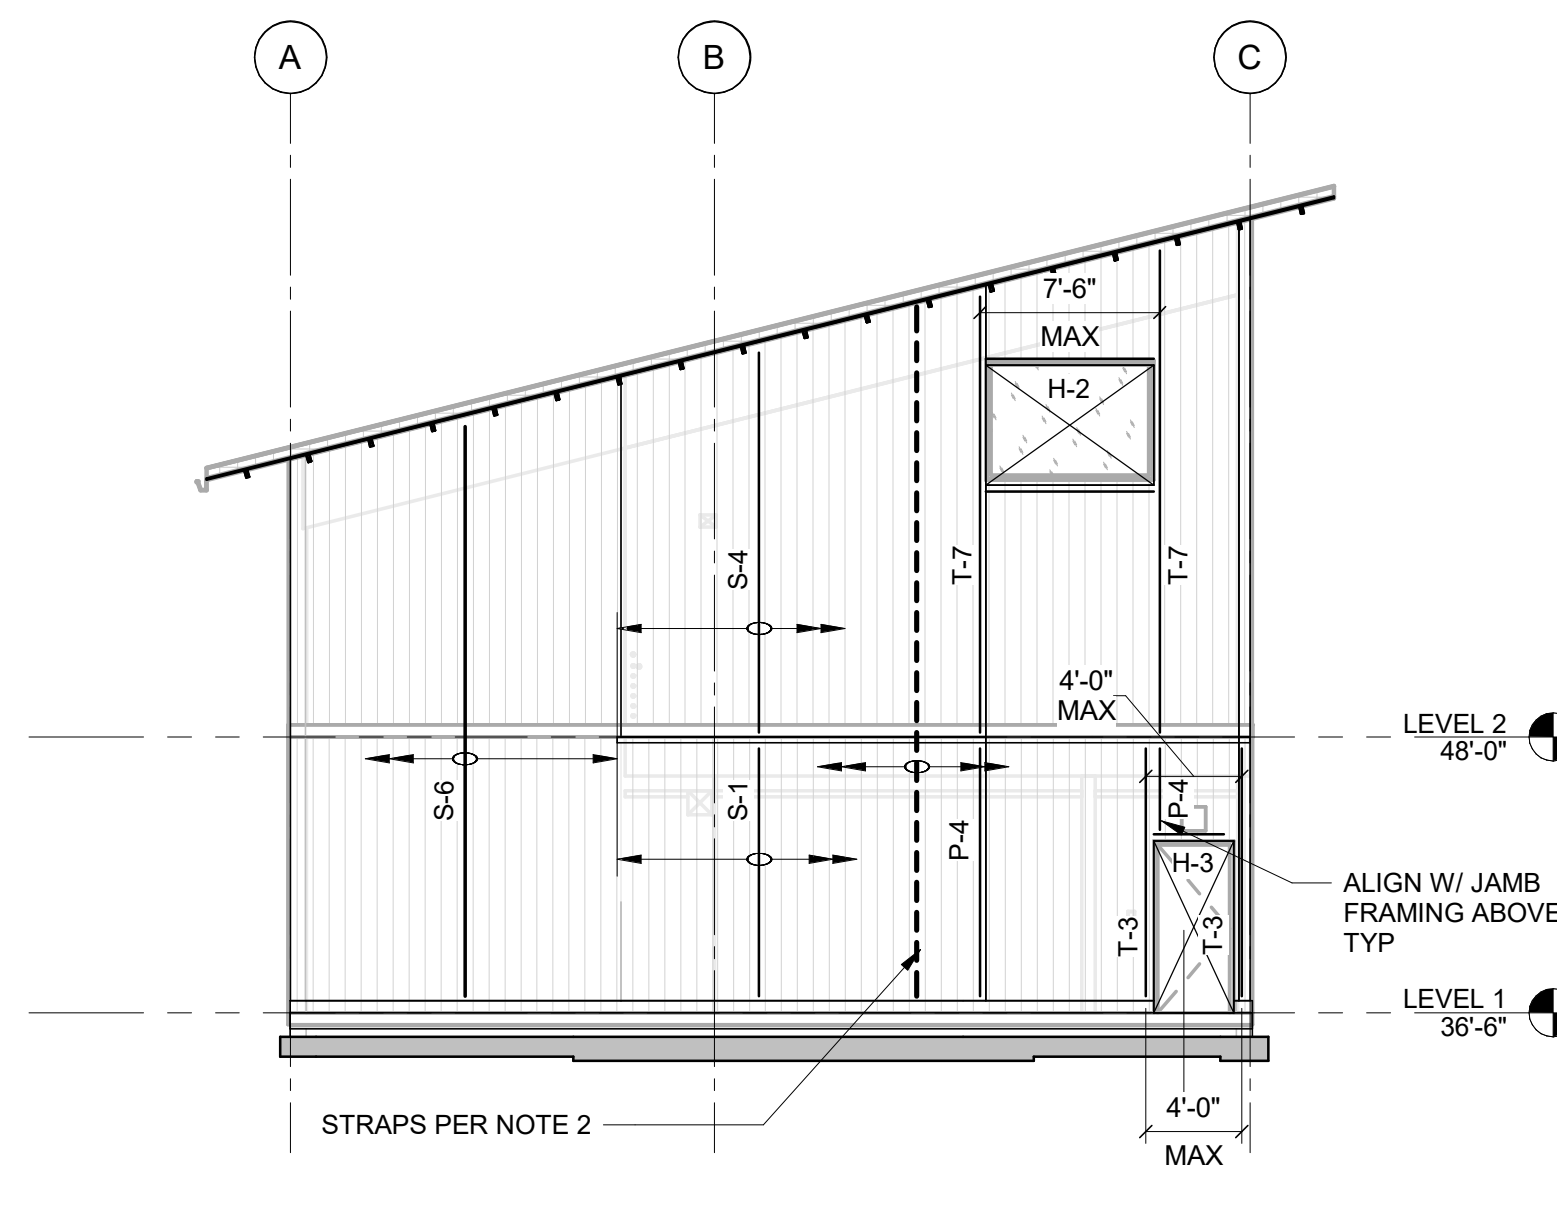 A
B
C
7'-6"
MAX
H-2
S-4
T-7
T-7
4'-0"
MAX
LEVEL 2
48'-0"
S-6
S-1
P-4
P-4
H-3
ALIGN W/ JAMB
FRAMING ABOVE
TYP
T-3
T-3
LEVEL 1
36'-6"
STRAPS PER NOTE 2
4'-0"
MAX